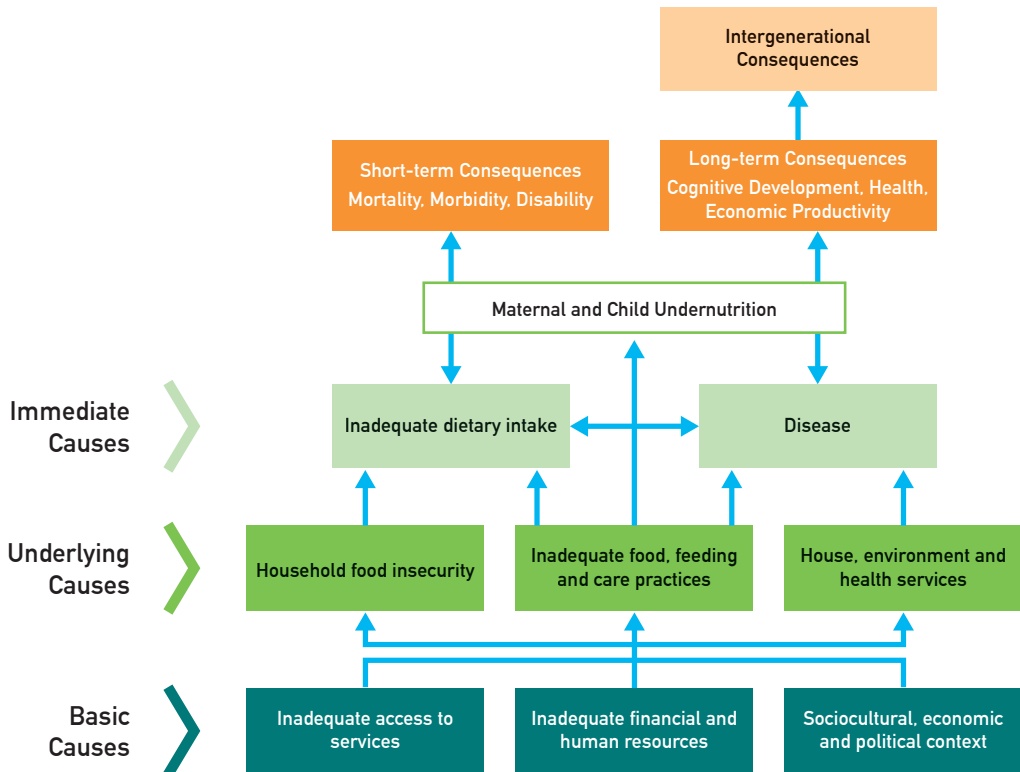 Intergenerational
Consequences
Short-term Consequences
Mortality, Morbidity, Disability
Long-term Consequences
Cognitive Development, Health,
Economic Productivity
Maternal and Child Undernutrition
Immediate
Causes
Inadequate dietary intake
Disease
Underlying
Causes
Household food insecurity
Inadequate food, feeding
and care practices
House, environment and
health services
Basic
Causes
Inadequate access to
services
Inadequate financial and
human resources
Sociocultural, economic
and political context